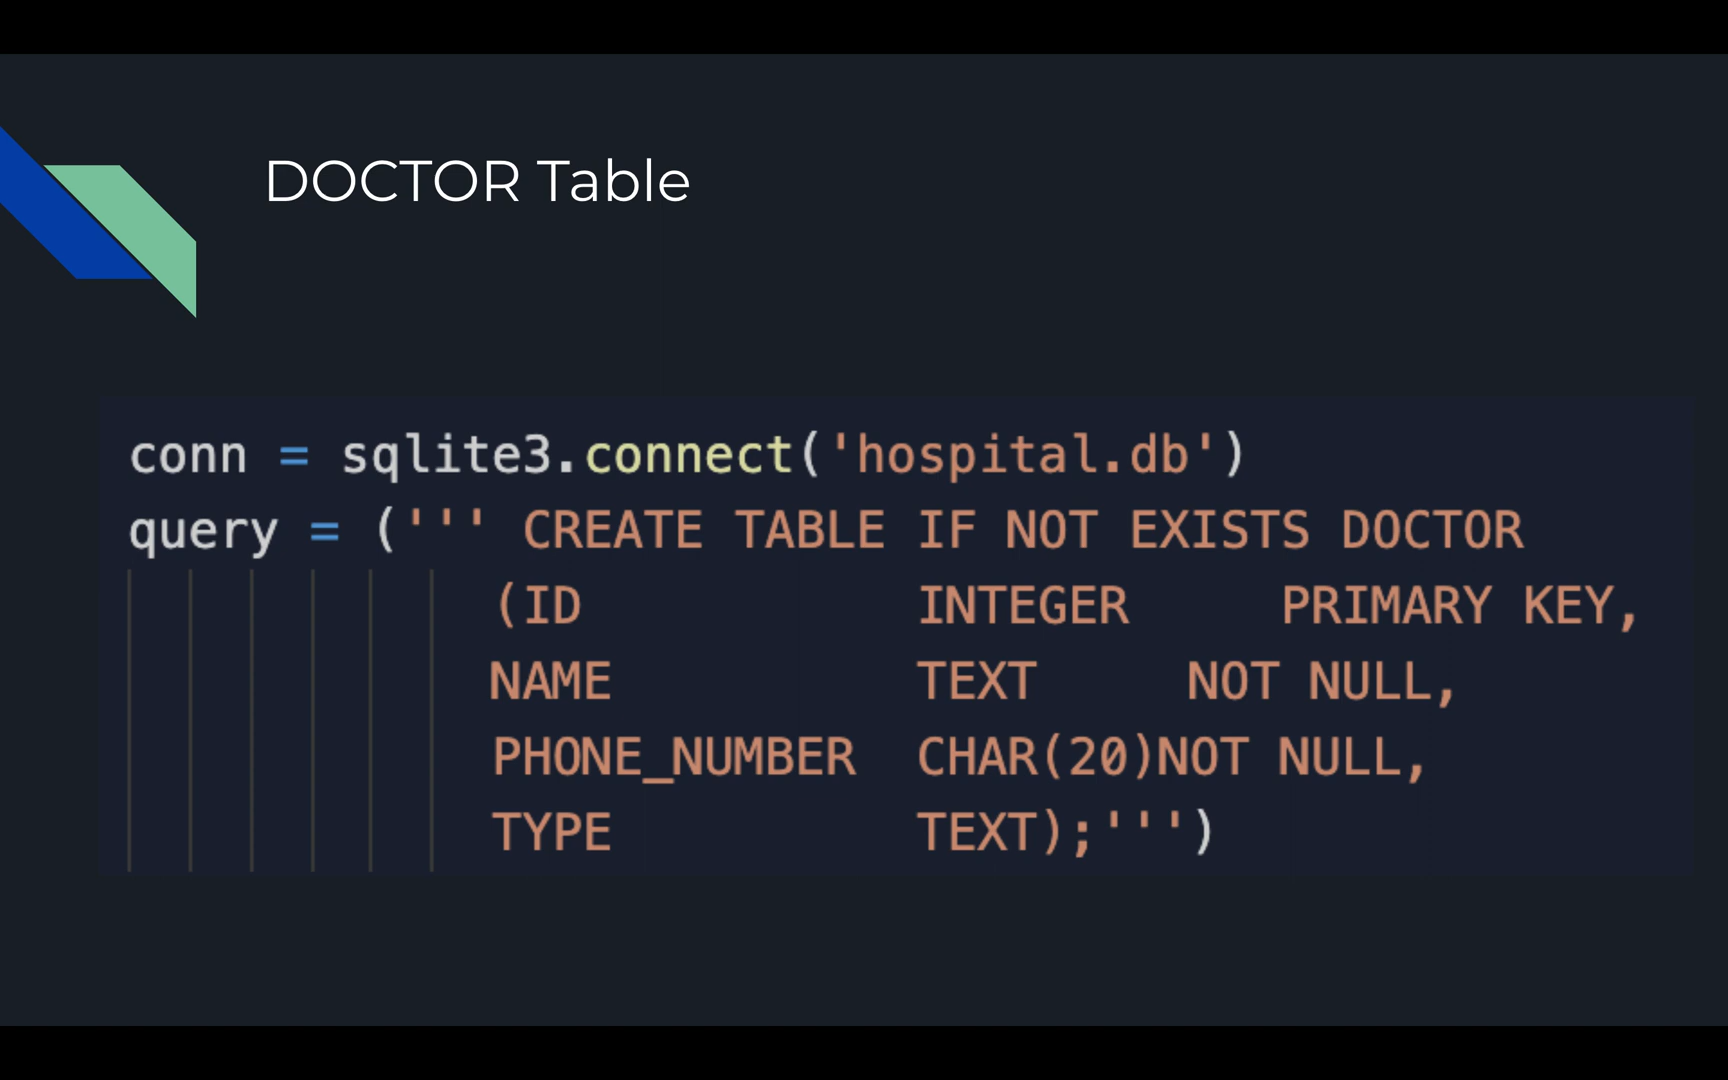 DOCTOR Table
conn = sqlite3.connect('hospital.db')
query = (''' CREATE TABLE IF NOT EXISTS DOCTOR
(ID INTEGER PRIMARY KEY,
NAME TEXT NOT NULL,
PHONE_NUMBER CHAR(20)NOT NULL,
TYPE TEXT);''')